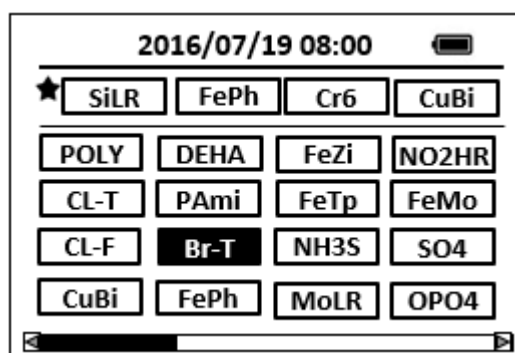 2016/07/19 08:00
SiLR FePh Cr6 CuBi
POLY DEHA FeZi NO2HR
CL-T PAmi FeTp FeMo
CL-F Br-T NH3S SO4
CuBi FePh MoLR OPO4